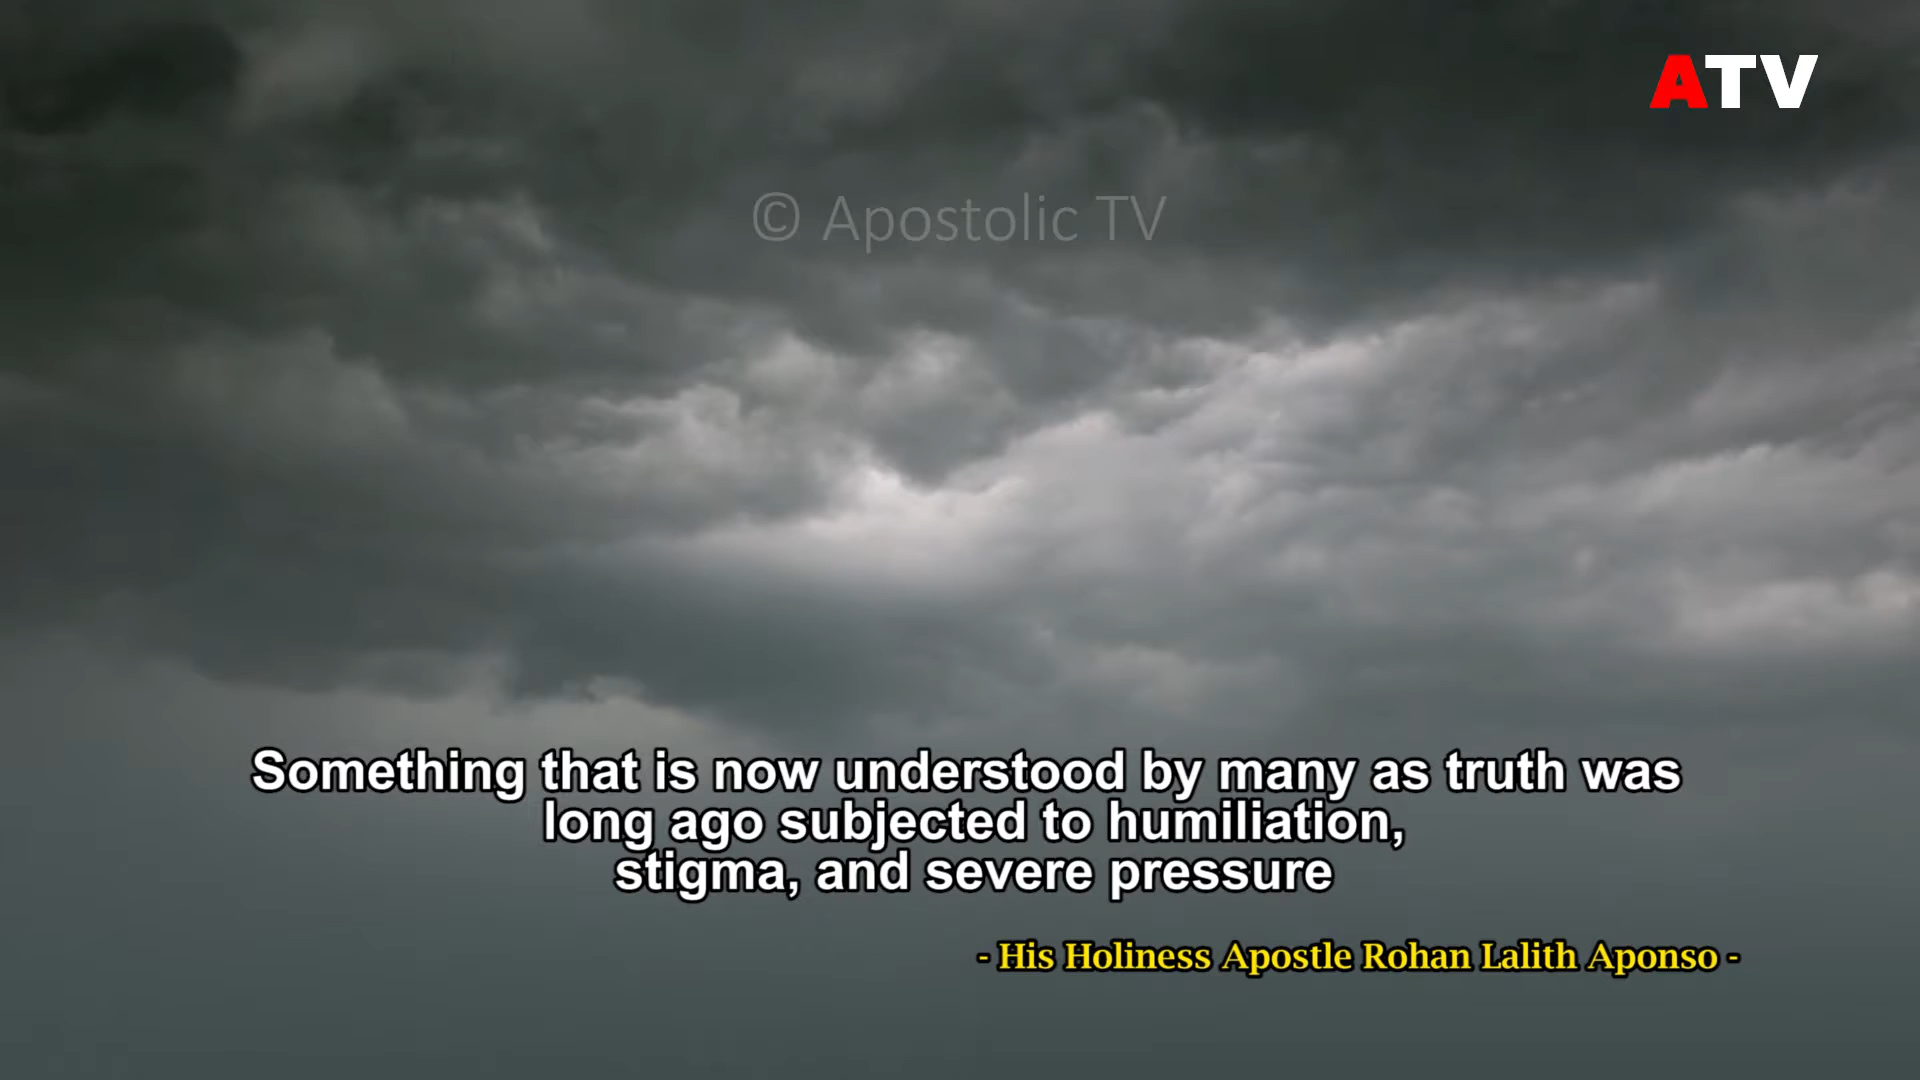 ATV
© Apostolic TV
Something that is now understood by many as truth was
long ago subjected to humiliation,
stigma, and severe pressure
- His Holiness Apostle Rohan Lalith Aponso -